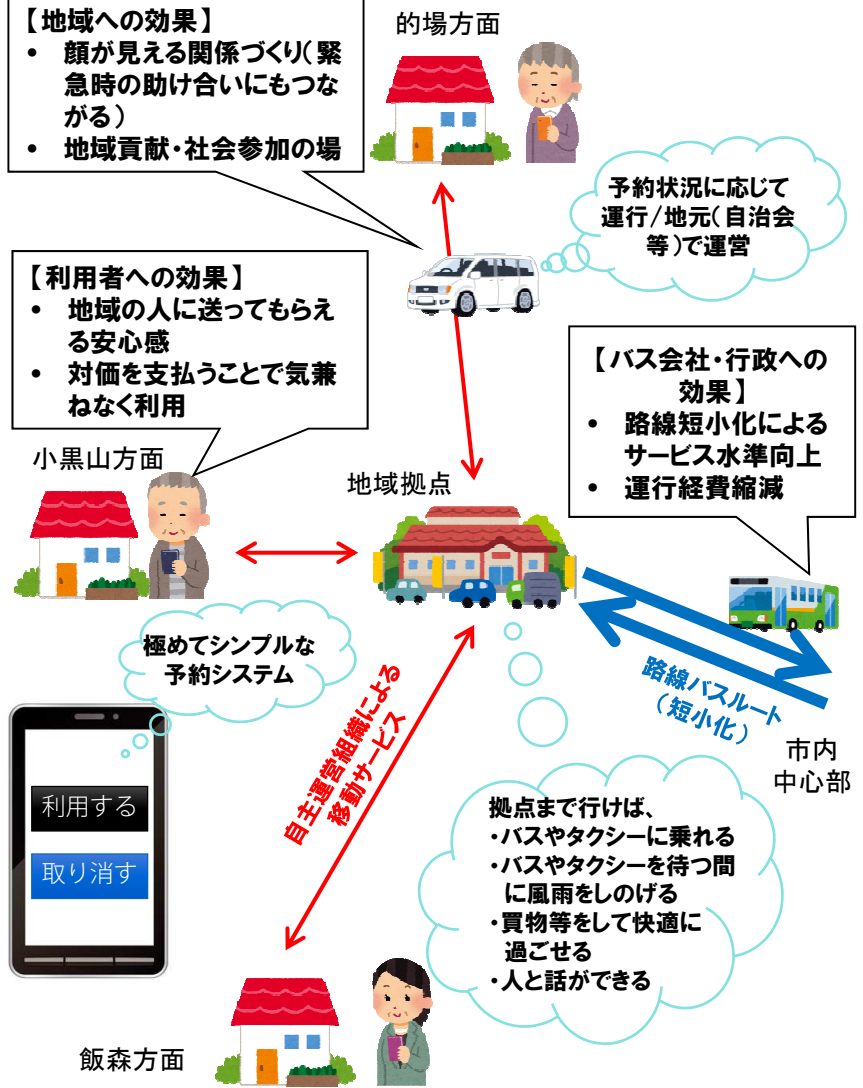 【地域への効果】
• 顔が見える関係づくり（緊
急時の助け合いにもつな
がる）
• 地域貢献・社会参加の場
的場方面
予約状況に応じて
運行/地元（自治会
等）で運営
【利用者への効果】
• 地域の人に送ってもらえ
る安心感
• 対価を支払うことで気兼
ねなく利用
【バス会社・行政への
効果】
• 路線短小化による
サービス水準向上
• 運行経費縮減
小黒山方面
地域拠点
極めてシンプルな
予約システム
路線バスルート
（短小化）
市内
中心部
自主運営組織による
移動サービス
利用する
取り消す
拠点まで行けば、
・バスやタクシーに乗れる
・バスやタクシーを待つ間
に風雨をしのげる
・買物等をして快適に
過ごせる
・人と話ができる
飯森方面